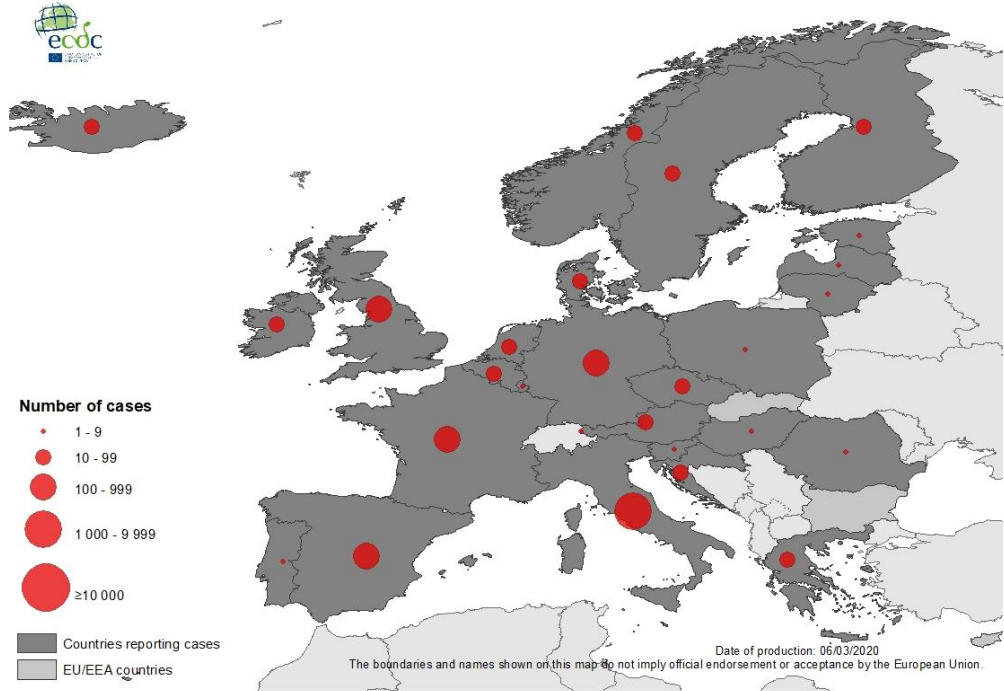 ecdc
Number of cases
1 - 9
10 - 99
100 - 999
1 000 - 9 999
≥10 000
Countries reporting cases
EU/EEA countries
Date of production: 06/03/2020
The boundaries and names shown on this map do not imply official endorsement or acceptance by the European Union.